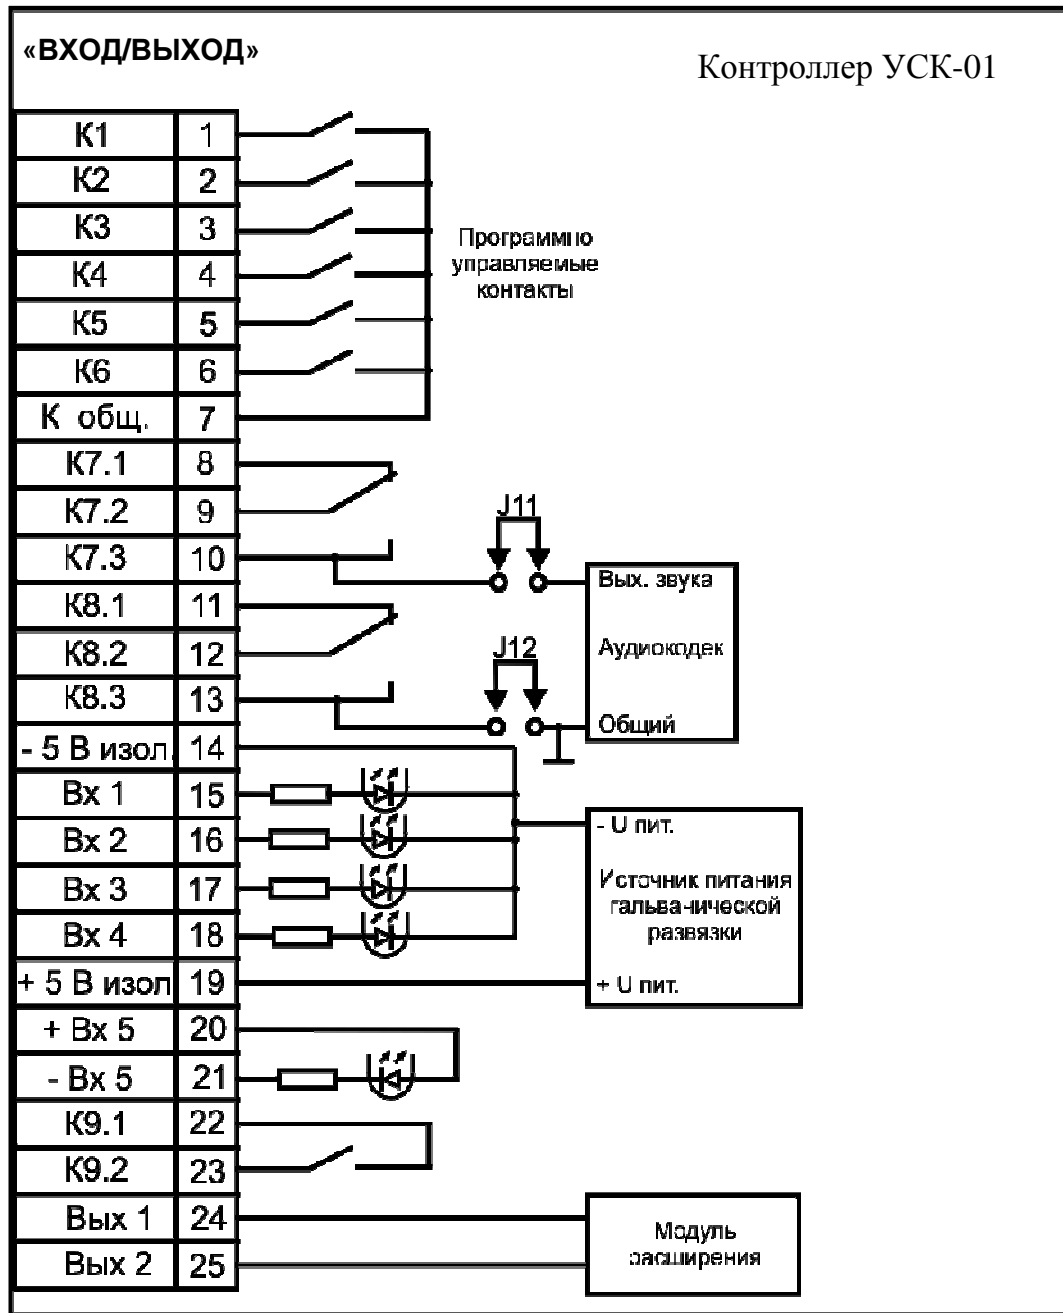 «ВХОД/ВЫХОД»
Контроллер УСК-01
К1 1
К2 2
К3 3
К4 4
К5 5
К6 6
К общ. 7
К7.1 8
К7.2 9
К7.3 10
К8.1 11
К8.2 12
К8.3 13
- 5 В изол. 14
Вх 1 15
Вх 2 16
Вх 3 17
Вх 4 18
+ 5 В изол 19
+ Вх 5 20
- Вх 5 21
К9.1 22
К9.2 23
Вых 1 24
Вых 2 25
Программно
управляемые
контакты
J11
Вых. звука
Аудиокодек
J12
Общий
- U пит.
Источник питания
гальванической
развязки
+ U пит.
Модуль
расширения